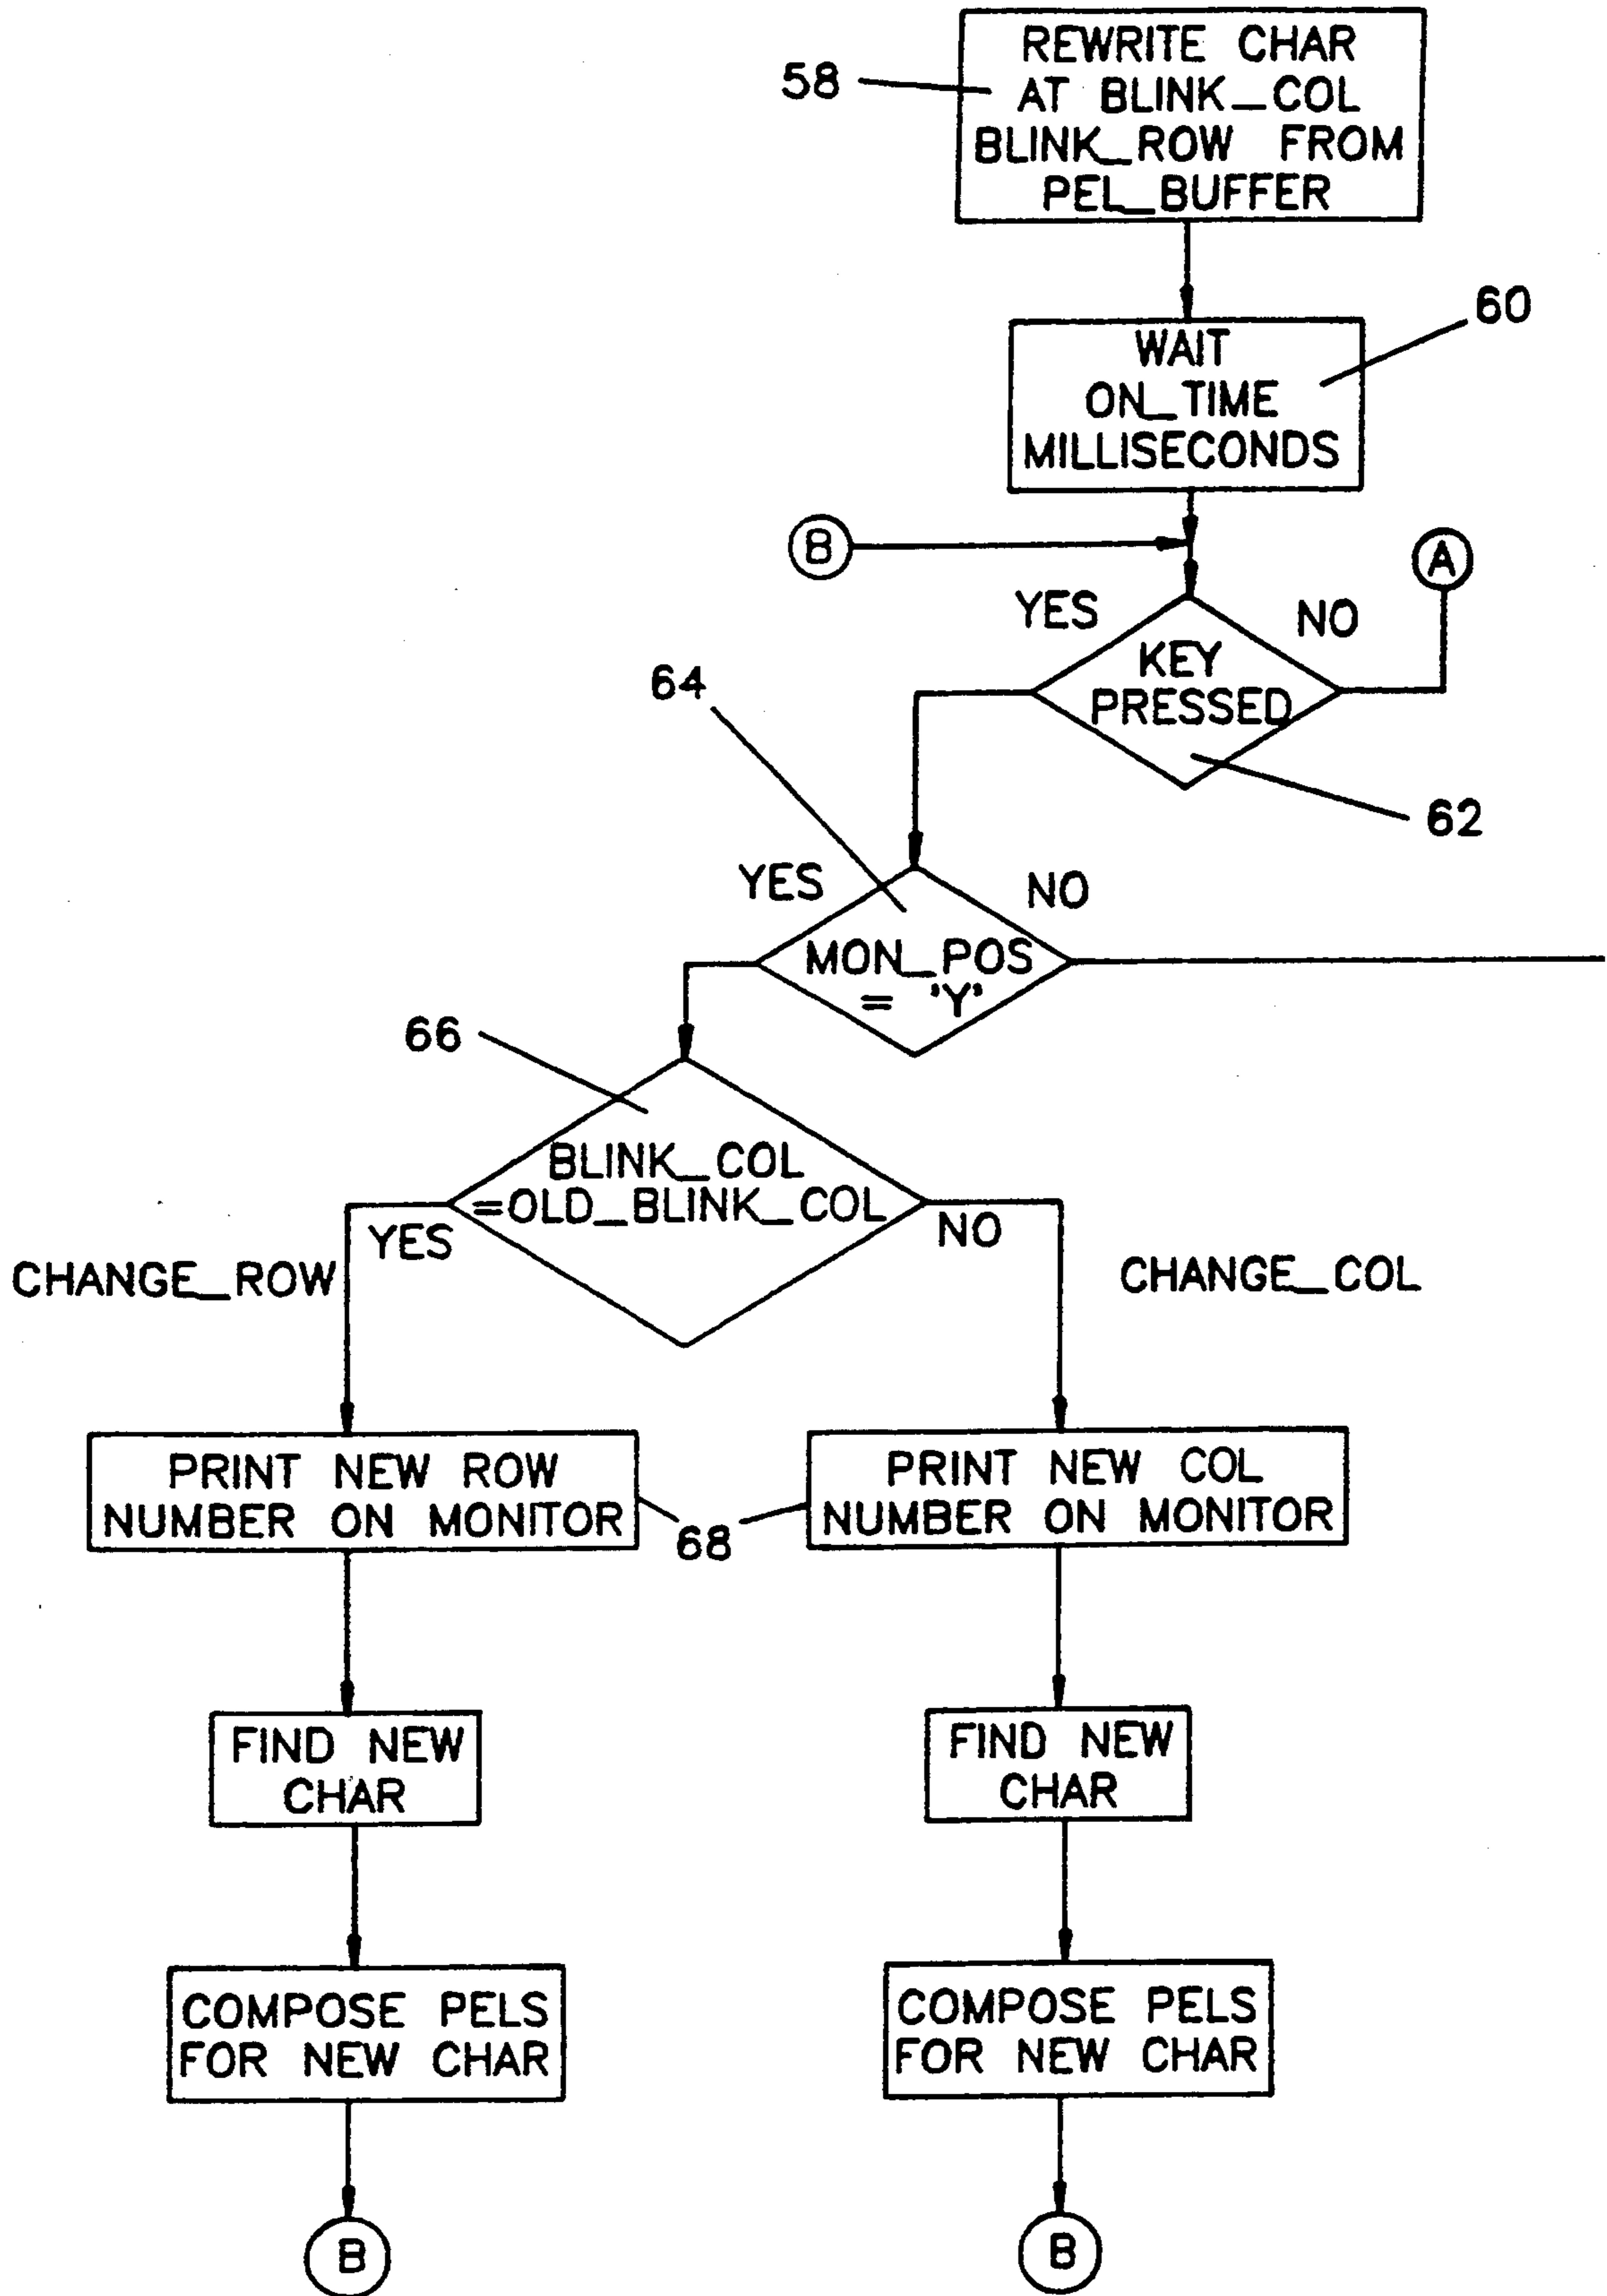 REWRITE CHAR
58
AT BLINK_COL
BLINK_ROW FROM
PEL_BUFFER
60
WAIT
ON_TIME
MILLISECONDS
B
A
YES
NO
KEY
PRESSED
64
62
YES
NO
MON_POS
= 'Y'
66
BLINK_COL
=OLD_BLINK_COL
YES
NO
CHANGE_ROW
CHANGE_COL
PRINT NEW ROW
NUMBER ON MONITOR
68
PRINT NEW COL
NUMBER ON MONITOR
FIND NEW
CHAR
FIND NEW
CHAR
COMPOSE PELS
FOR NEW CHAR
COMPOSE PELS
FOR NEW CHAR
B
B